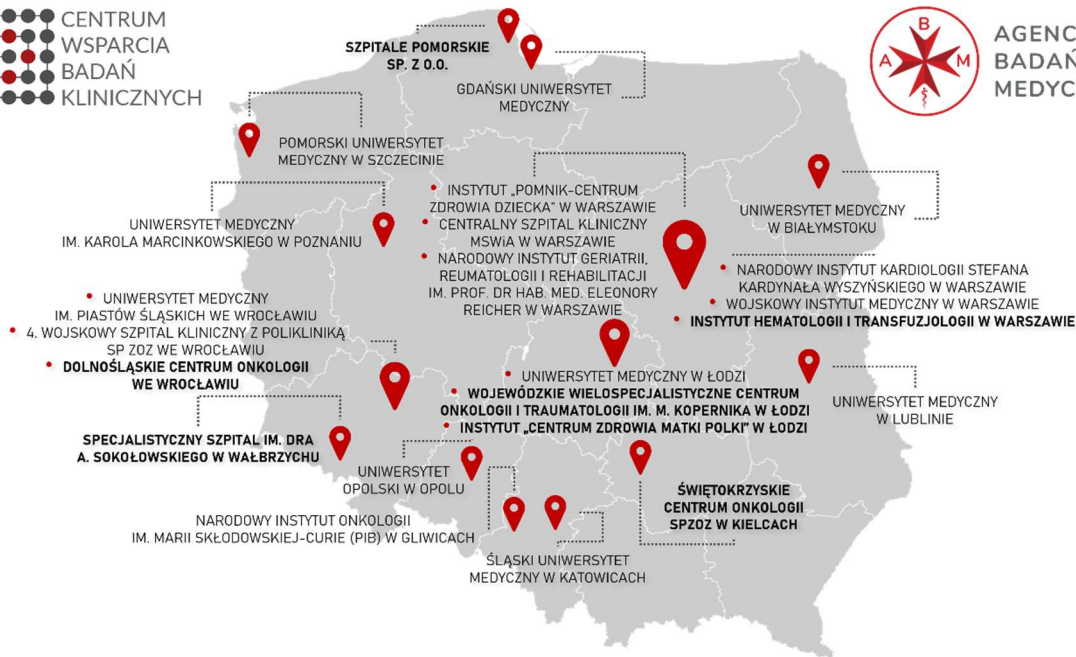 CENTRUM
WSPARCIA
BADAŃ
KLINICZNYCH
B
A M
AGENC
BADAŃ
MEDYC
SZPITALE POMORSKIE
SP. Z O.O.
GDAŃSKI UNIWERSYTET
MEDYCZNY
POMORSKI UNIWERSYTET
MEDYCZNY W SZCZECINIE
UNIWERSYTET MEDYCZNY
IM. KAROLA MARCINKOWSKIEGO W POZNANIU
• INSTYTUT „POMNIK-CENTRUM
ZDROWIA DZIECKA” W WARSZAWIE
• CENTRALNY SZPITAL KLINICZNY
MSWiA W WARSZAWIE
• NARODOWY INSTYTUT GERIATRII,
REUMATOLOGII I REHABILITACJI
IM. PROF. DR HAB. MED. ELEONORY
REICHER W WARSZAWIE
UNIWERSYTET MEDYCZNY
W BIAŁYMSTOKU
• NARODOWY INSTYTUT KARDIOLOGII STEFANA
KARDYNAŁA WYSZYŃSKIEGO W WARSZAWIE
• WOJSKOWY INSTYTUT MEDYCZNY W WARSZAWIE
• INSTYTUT HEMATOLOGII I TRANSFUZJOLOGII W WARSZAWIE
• UNIWERSYTET MEDYCZNY
IM. PIASTÓW ŚLĄSKICH WE WROCŁAWIU
• 4. WOJSKOWY SZPITAL KLINICZNY Z POLIKLINIKĄ
SP ZOZ WE WROCŁAWIU
• DOLNOŚLĄSKIE CENTRUM ONKOLOGII
WE WROCŁAWIU
• UNIWERSYTET MEDYCZNY W ŁODZI
• WOJEWÓDZKIE WIELOSPECJALISTYCZNE CENTRUM
ONKOLOGII I TRAUMATOLOGII IM. M. KOPERNIKA W ŁODZI
• INSTYTUT „CENTRUM ZDROWIA MATKI POLKI” W ŁODZI
UNIWERSYTET MEDYCZNY
W LUBLINIE
SPECJALISTYCZNY SZPITAL IM. DRA
A. SOKOŁOWSKIEGO W WAŁBRZYCHU
UNIWERSYTET
OPOLSKI W OPOLU
ŚWIĘTOKRZYSKIE
CENTRUM ONKOLOGII
SPZOZ W KIELCACH
NARODOWY INSTYTUT ONKOLOGII
IM. MARII SKŁODOWSKIEJ-CURIE (PIB) W GLIWICACH
ŚLĄSKI UNIWERSYTET
MEDYCZNY W KATOWICACH